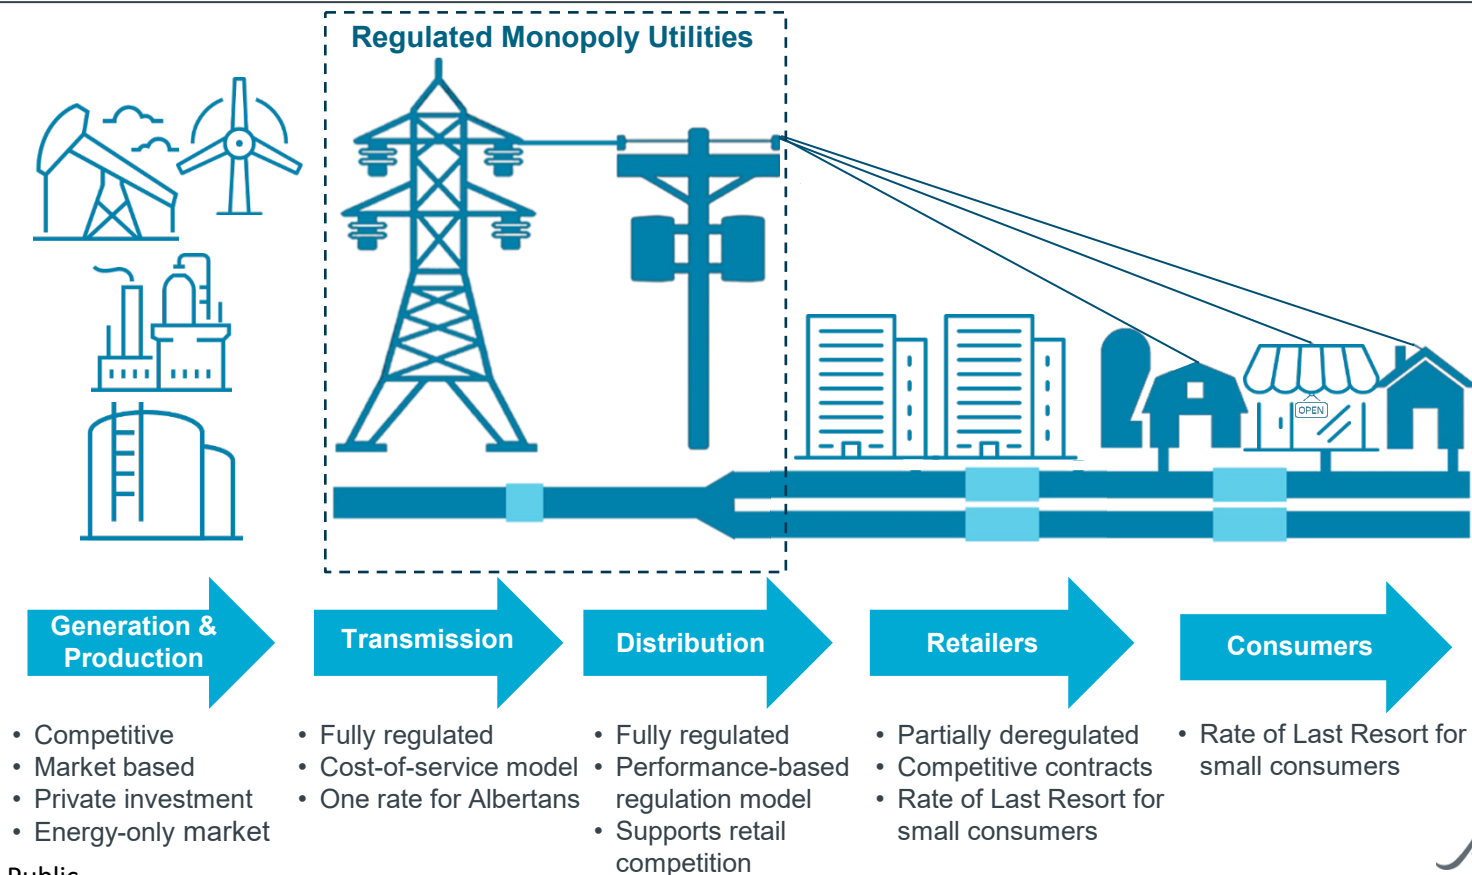 Regulated Monopoly Utilities
OPEN
Generation &
Production
Transmission
Distribution
Retailers
Consumers
• Competitive
• Market based
• Private investment
• Energy-only market
• Fully regulated
• Cost-of-service model
• One rate for Albertans
• Fully regulated
• Performance-based
regulation model
• Supports retail
competition
• Partially deregulated
• Competitive contracts
• Rate of Last Resort for
small consumers
• Rate of Last Resort for
small consumers
Public